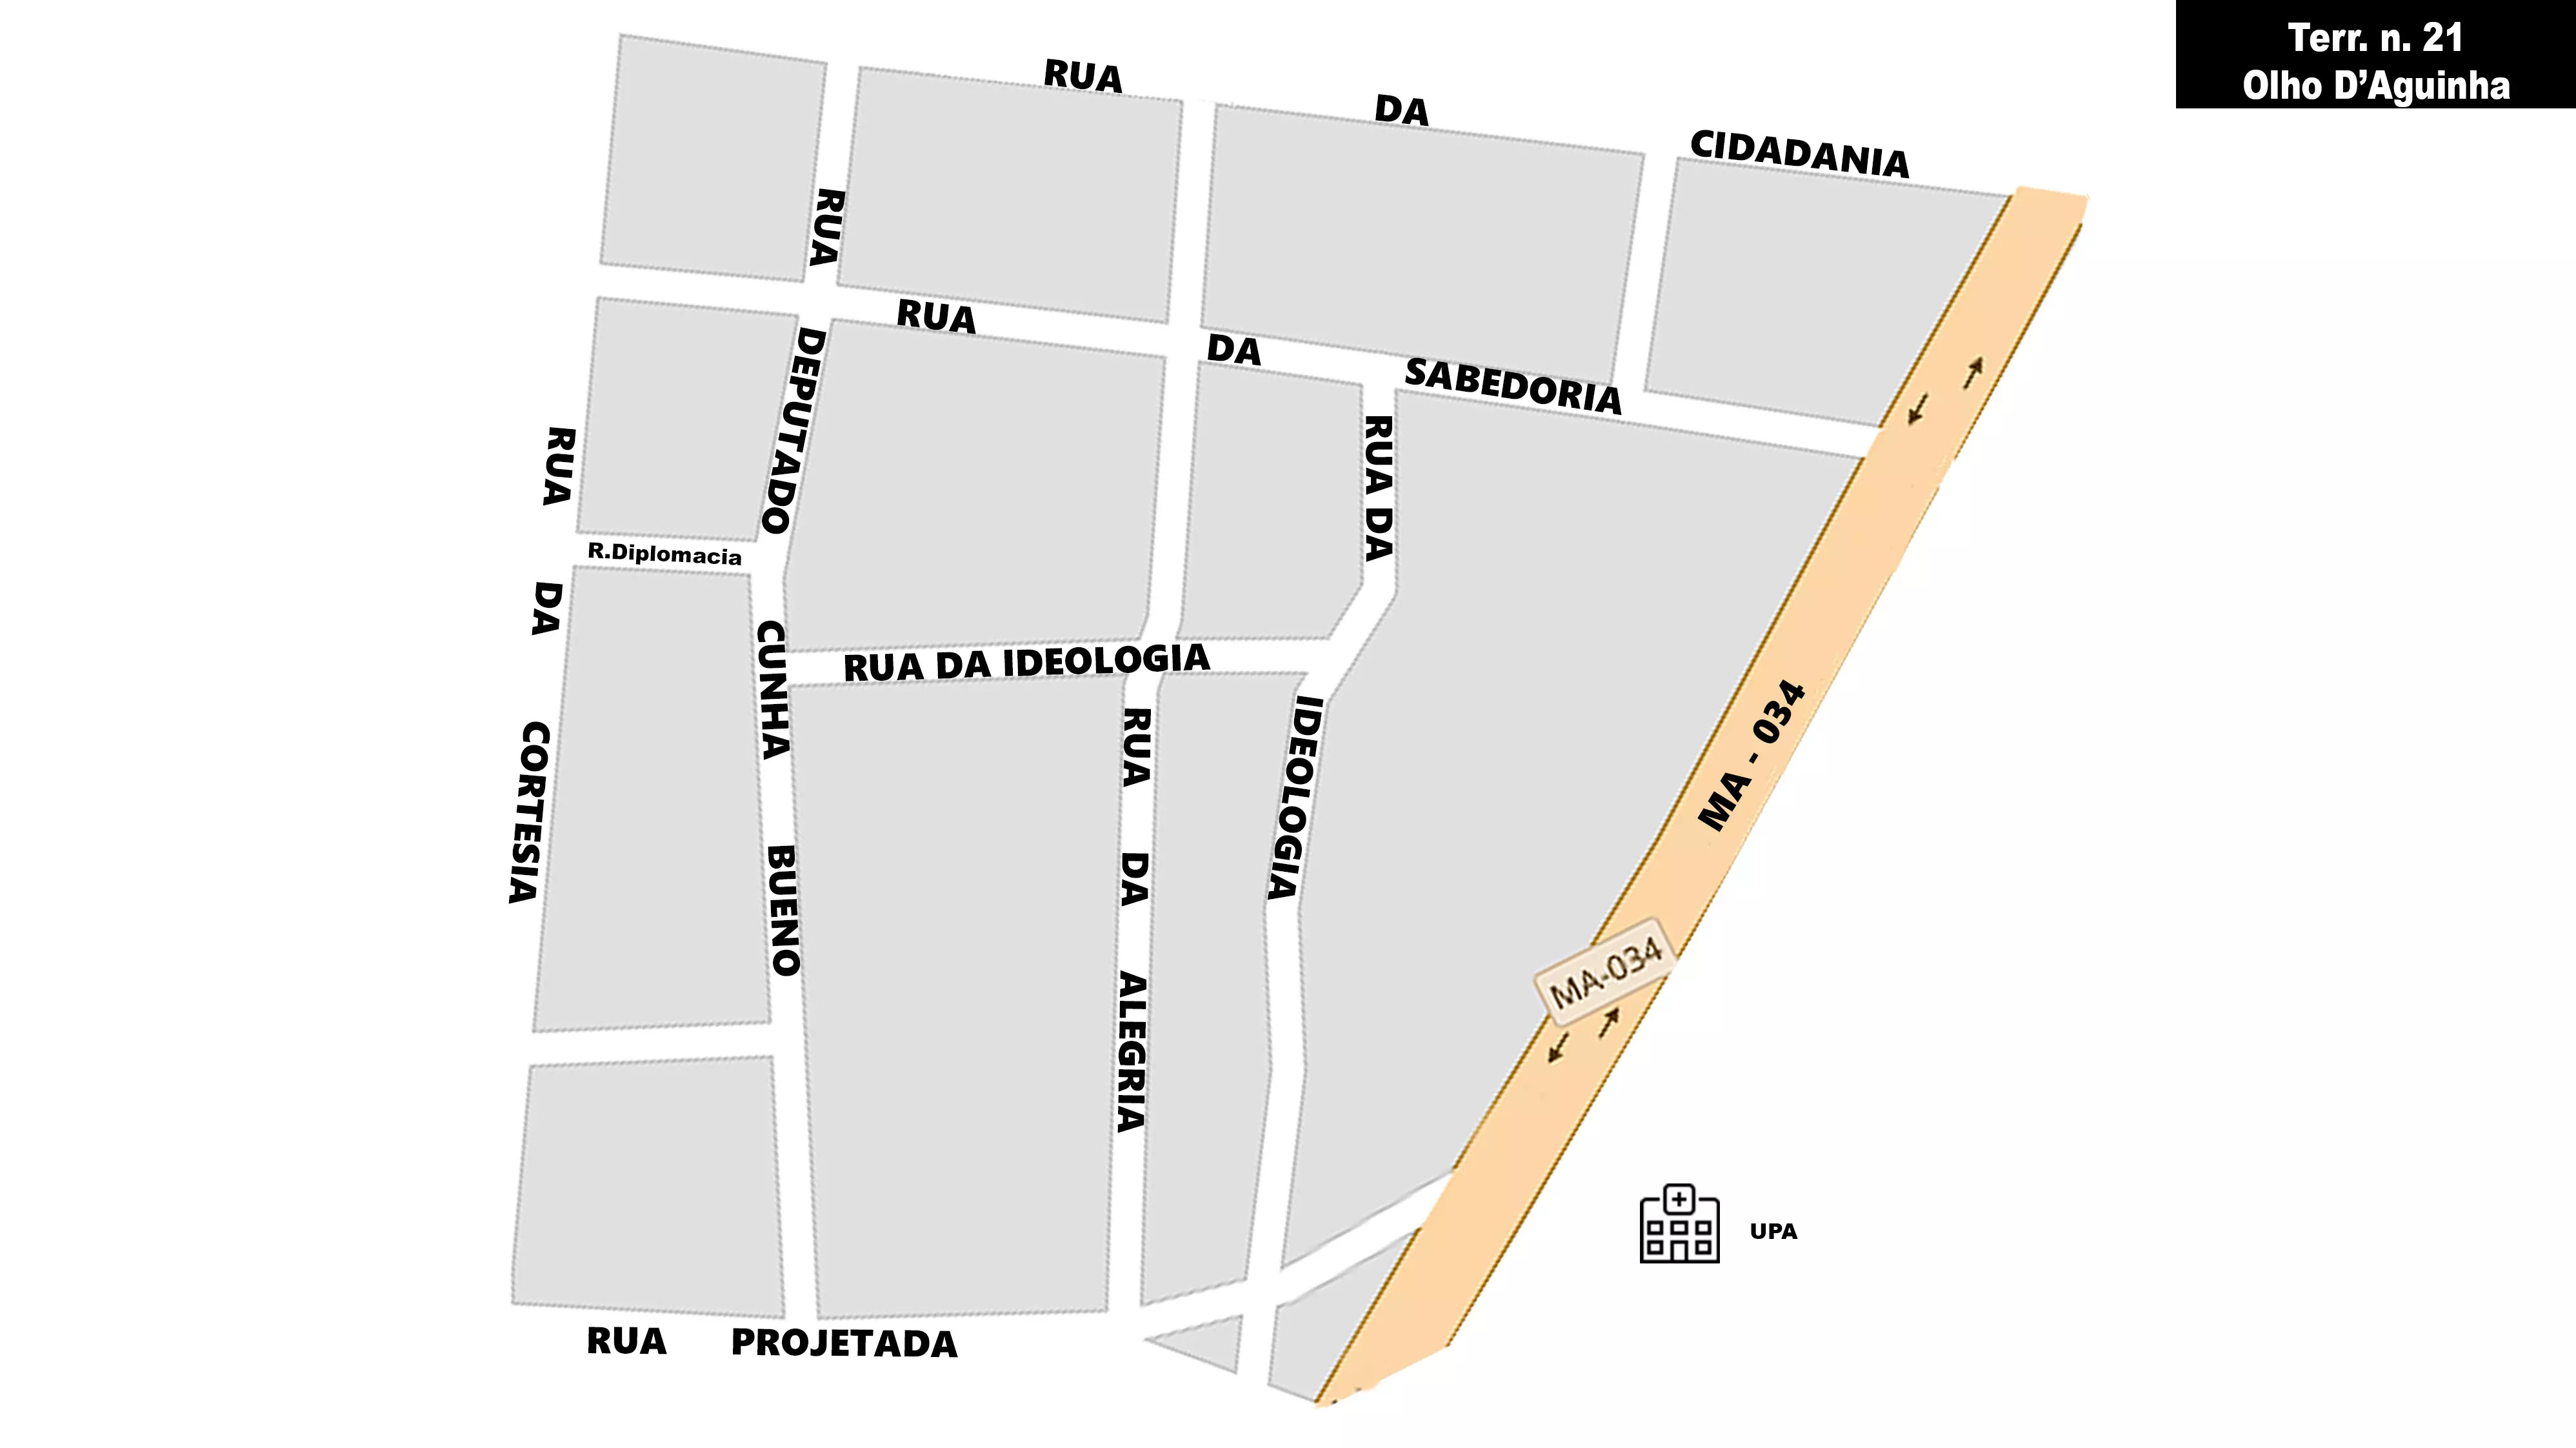 Terr. n. 21
Olho D’Aguinha
RUA DA CIDADANIA
RUA DEPUTADO CUNHA BUENO
RUA DA SABEDORIA
RUA DA IDEOLOGIA
RUA DA CORTESIA
R.Diplomacia
RUA DA IDEOLOGIA
RUA DA ALEGRIA
MA - 034
MA-034
UPA
RUA PROJETADA